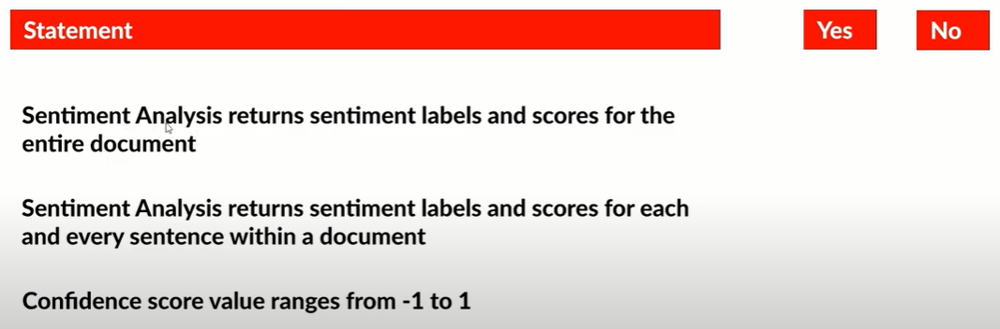 Statement Yes No
Sentiment Analysis returns sentiment labels and scores for the
entire document
Sentiment Analysis returns sentiment labels and scores for each
and every sentence within a document
Confidence score value ranges from -1 to 1